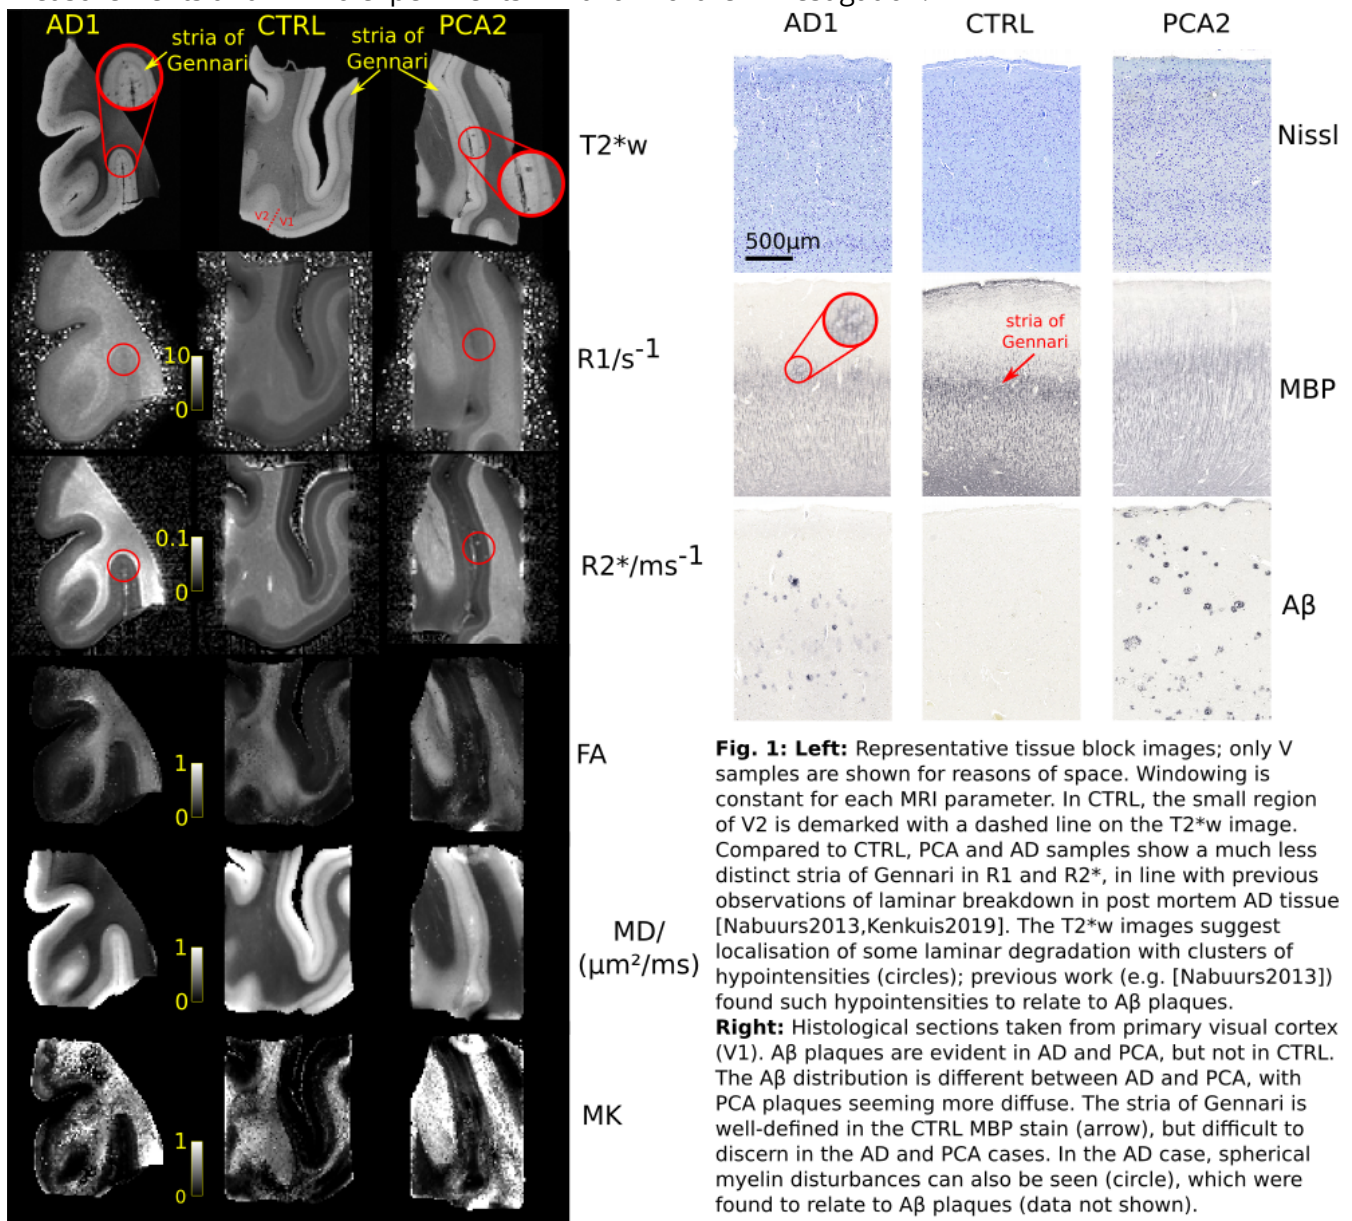 AD1 CTRL PCA2
stria of
Gennari
stria of
Gennari
T2*w
V2 V1
10
0
R1/s-1
0.1
0
R2*/ms-1
1
0
FA
1
0
MD/
(μm²/ms)
1
0
MK
AD1 CTRL PCA2
Nissl
500μm
stria of
Gennari
MBP
Aβ
Fig. 1: Left: Representative tissue block images; only V
samples are shown for reasons of space. Windowing is
constant for each MRI parameter. In CTRL, the small region
of V2 is demarked with a dashed line on the T2*w image.
Compared to CTRL, PCA and AD samples show a much less
distinct stria of Gennari in R1 and R2*, in line with previous
observations of laminar breakdown in post mortem AD tissue
[Nabuurs2013,Kenkuis2019]. The T2*w images suggest
localisation of some laminar degradation with clusters of
hypointensities (circles); previous work (e.g. [Nabuurs2013])
found such hypointensities to relate to Aβ plaques.
Right: Histological sections taken from primary visual cortex
(V1). Aβ plaques are evident in AD and PCA, but not in CTRL.
The Aβ distribution is different between AD and PCA, with
PCA plaques seeming more diffuse. The stria of Gennari is
well-defined in the CTRL MBP stain (arrow), but difficult to
discern in the AD and PCA cases. In the AD case, spherical
myelin disturbances can also be seen (circle), which were
found to relate to Aβ plaques (data not shown).